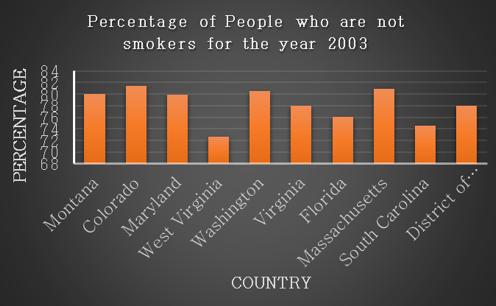 Percentage of People who are not
smokers for the year 2003
PERCENTAGE
84
82
80
78
76
74
72
70
68
Montana
Colorado
Maryland
West Virginia
Washington
Virginia
Florida
Massachusetts
South Carolina
District of...
COUNTRY